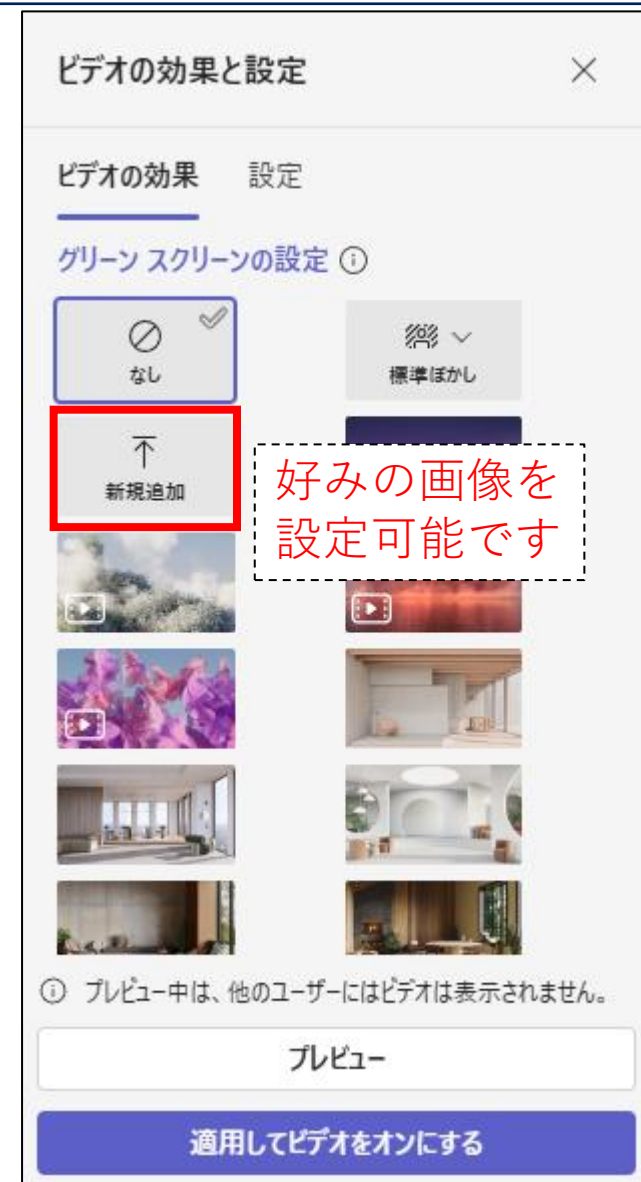 ビデオの効果と設定
ビデオの効果 設定
グリーン スクリーンの設定
なし
標準ぼかし
新規追加
好みの画像を
設定可能です
プレビュー中は、他のユーザーにはビデオは表示されません。
プレビュー
適用してビデオをオンにする